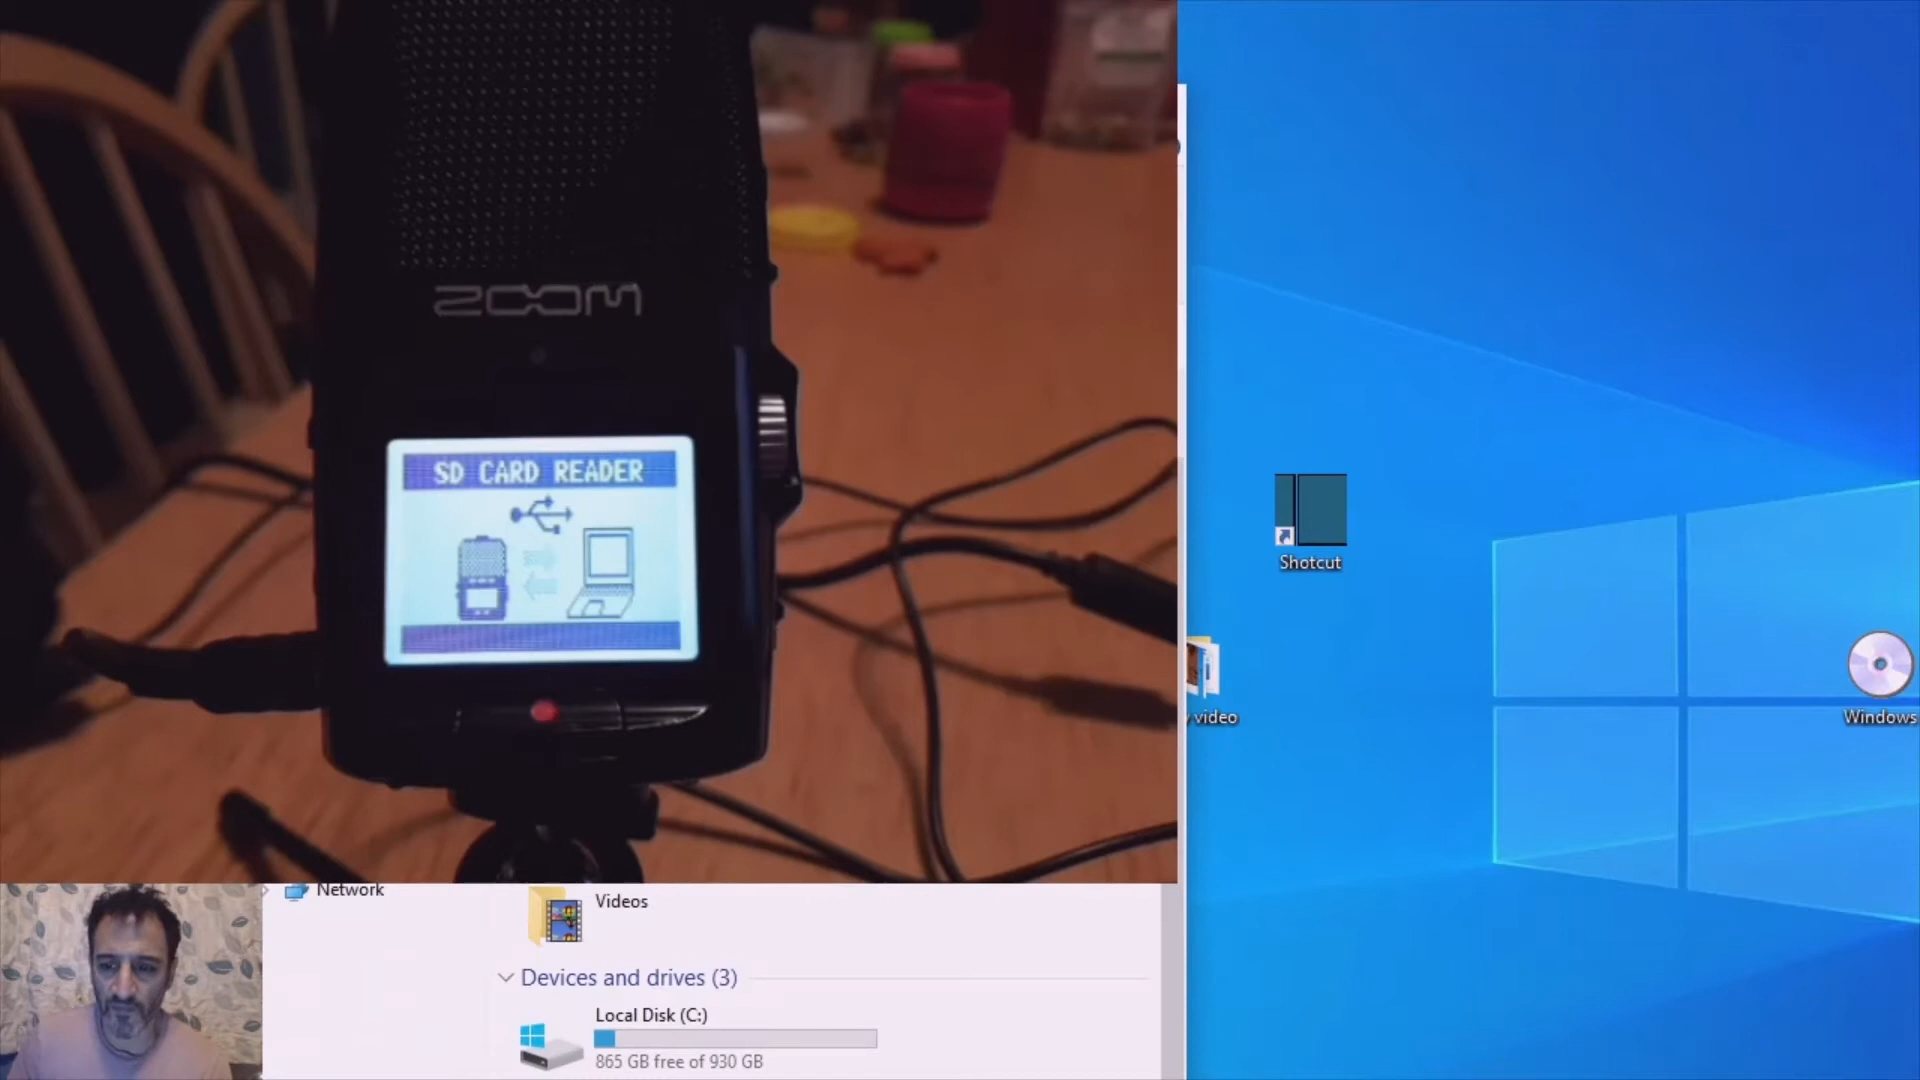 ZOOM
SD CARD READER
Shotcut
video
Windows
Network
Videos
Devices and drives (3)
Local Disk (C:)
865 GB free of 930 GB